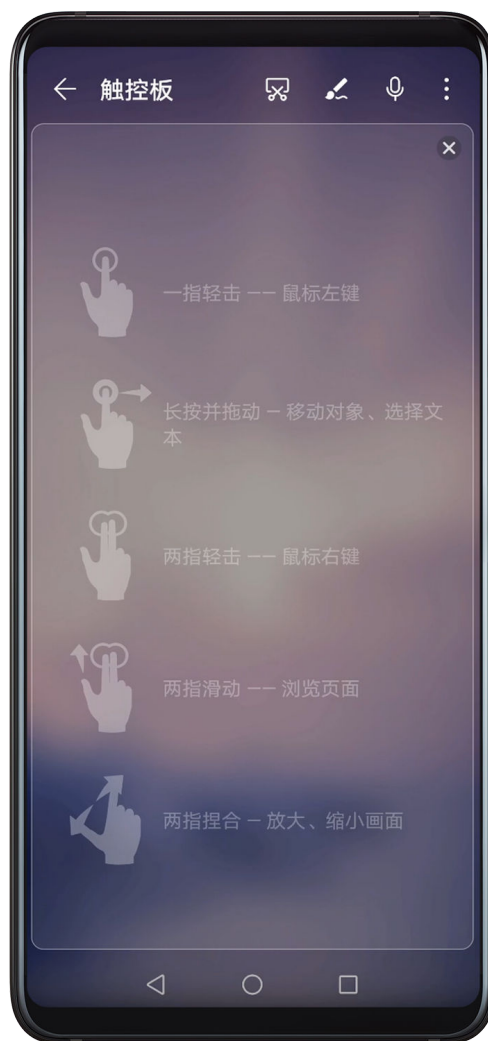 触控板
一指轻击 -- 鼠标左键
长按并拖动 - 移动对象、选择文
本
两指轻击 -- 鼠标右键
两指滑动 -- 浏览页面
两指捏合 - 放大、缩小画面